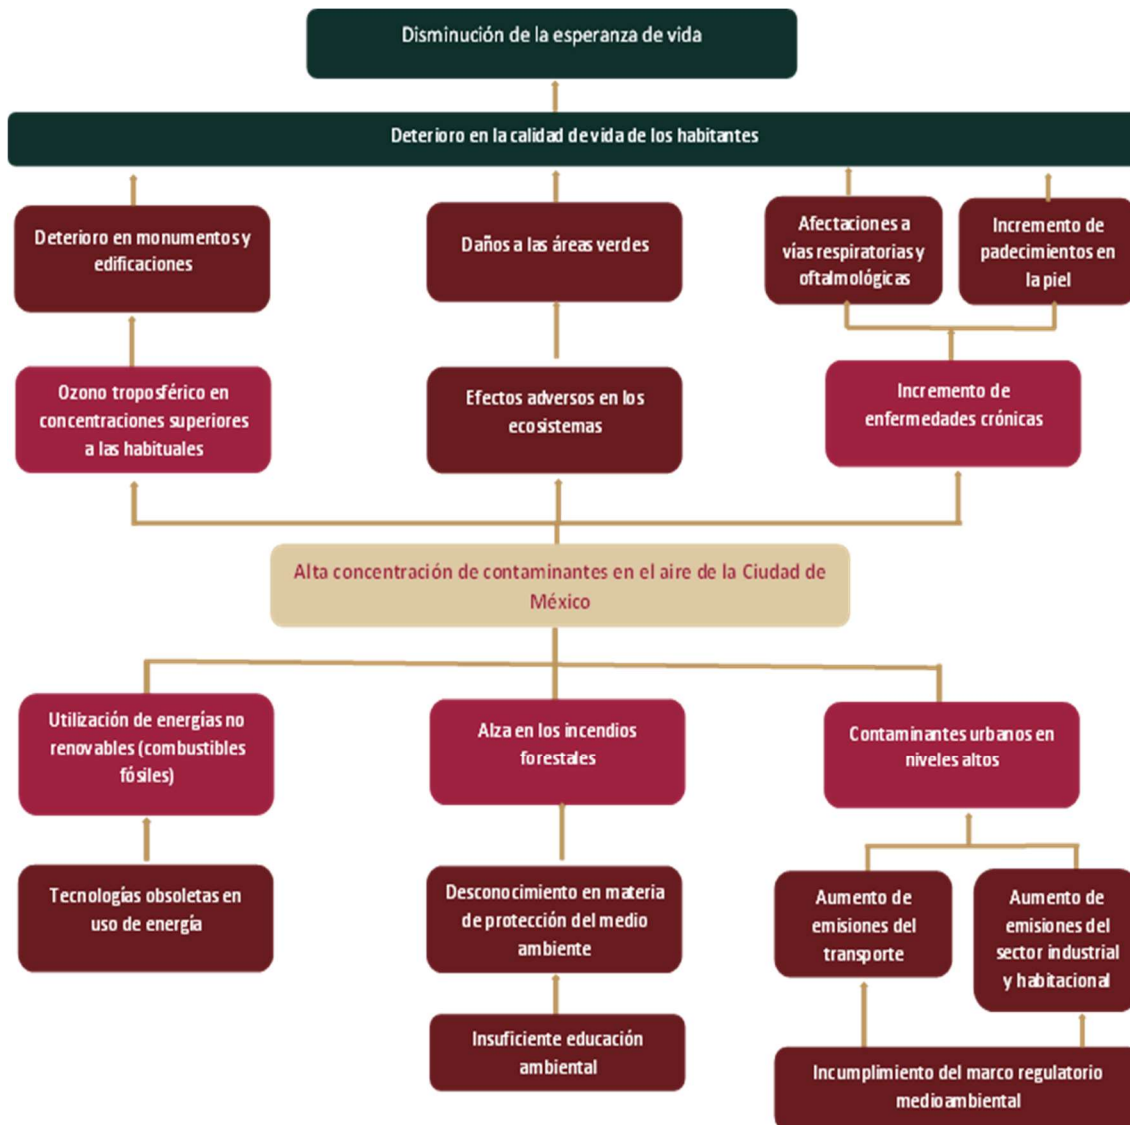 Disminución de la esperanza de vida
Deterioro en la calidad de vida de los habitantes
Deterioro en monumentos y
edificaciones
Daños a las áreas verdes
Afectaciones a
vías respiratorias y
oftalmológicas
Incremento de
padecimientos en
la piel
Ozono troposférico en
concentraciones superiores
a las habituales
Efectos adversos en los
ecosistemas
Incremento de
enfermedades crónicas
Alta concentración de contaminantes en el aire de la Ciudad de
México
Utilización de energías no
renovables (combustibles
fósiles)
Alza en los incendios
forestales
Contaminantes urbanos en
niveles altos
Tecnologías obsoletas en
uso de energía
Desconocimiento en materia
de protección del medio
ambiente
Aumento de
emisiones del
transporte
Aumento de
emisiones del
sector industrial
y habitacional
Insuficiente educación
ambiental
Incumplimiento del marco regulatorio
medioambiental